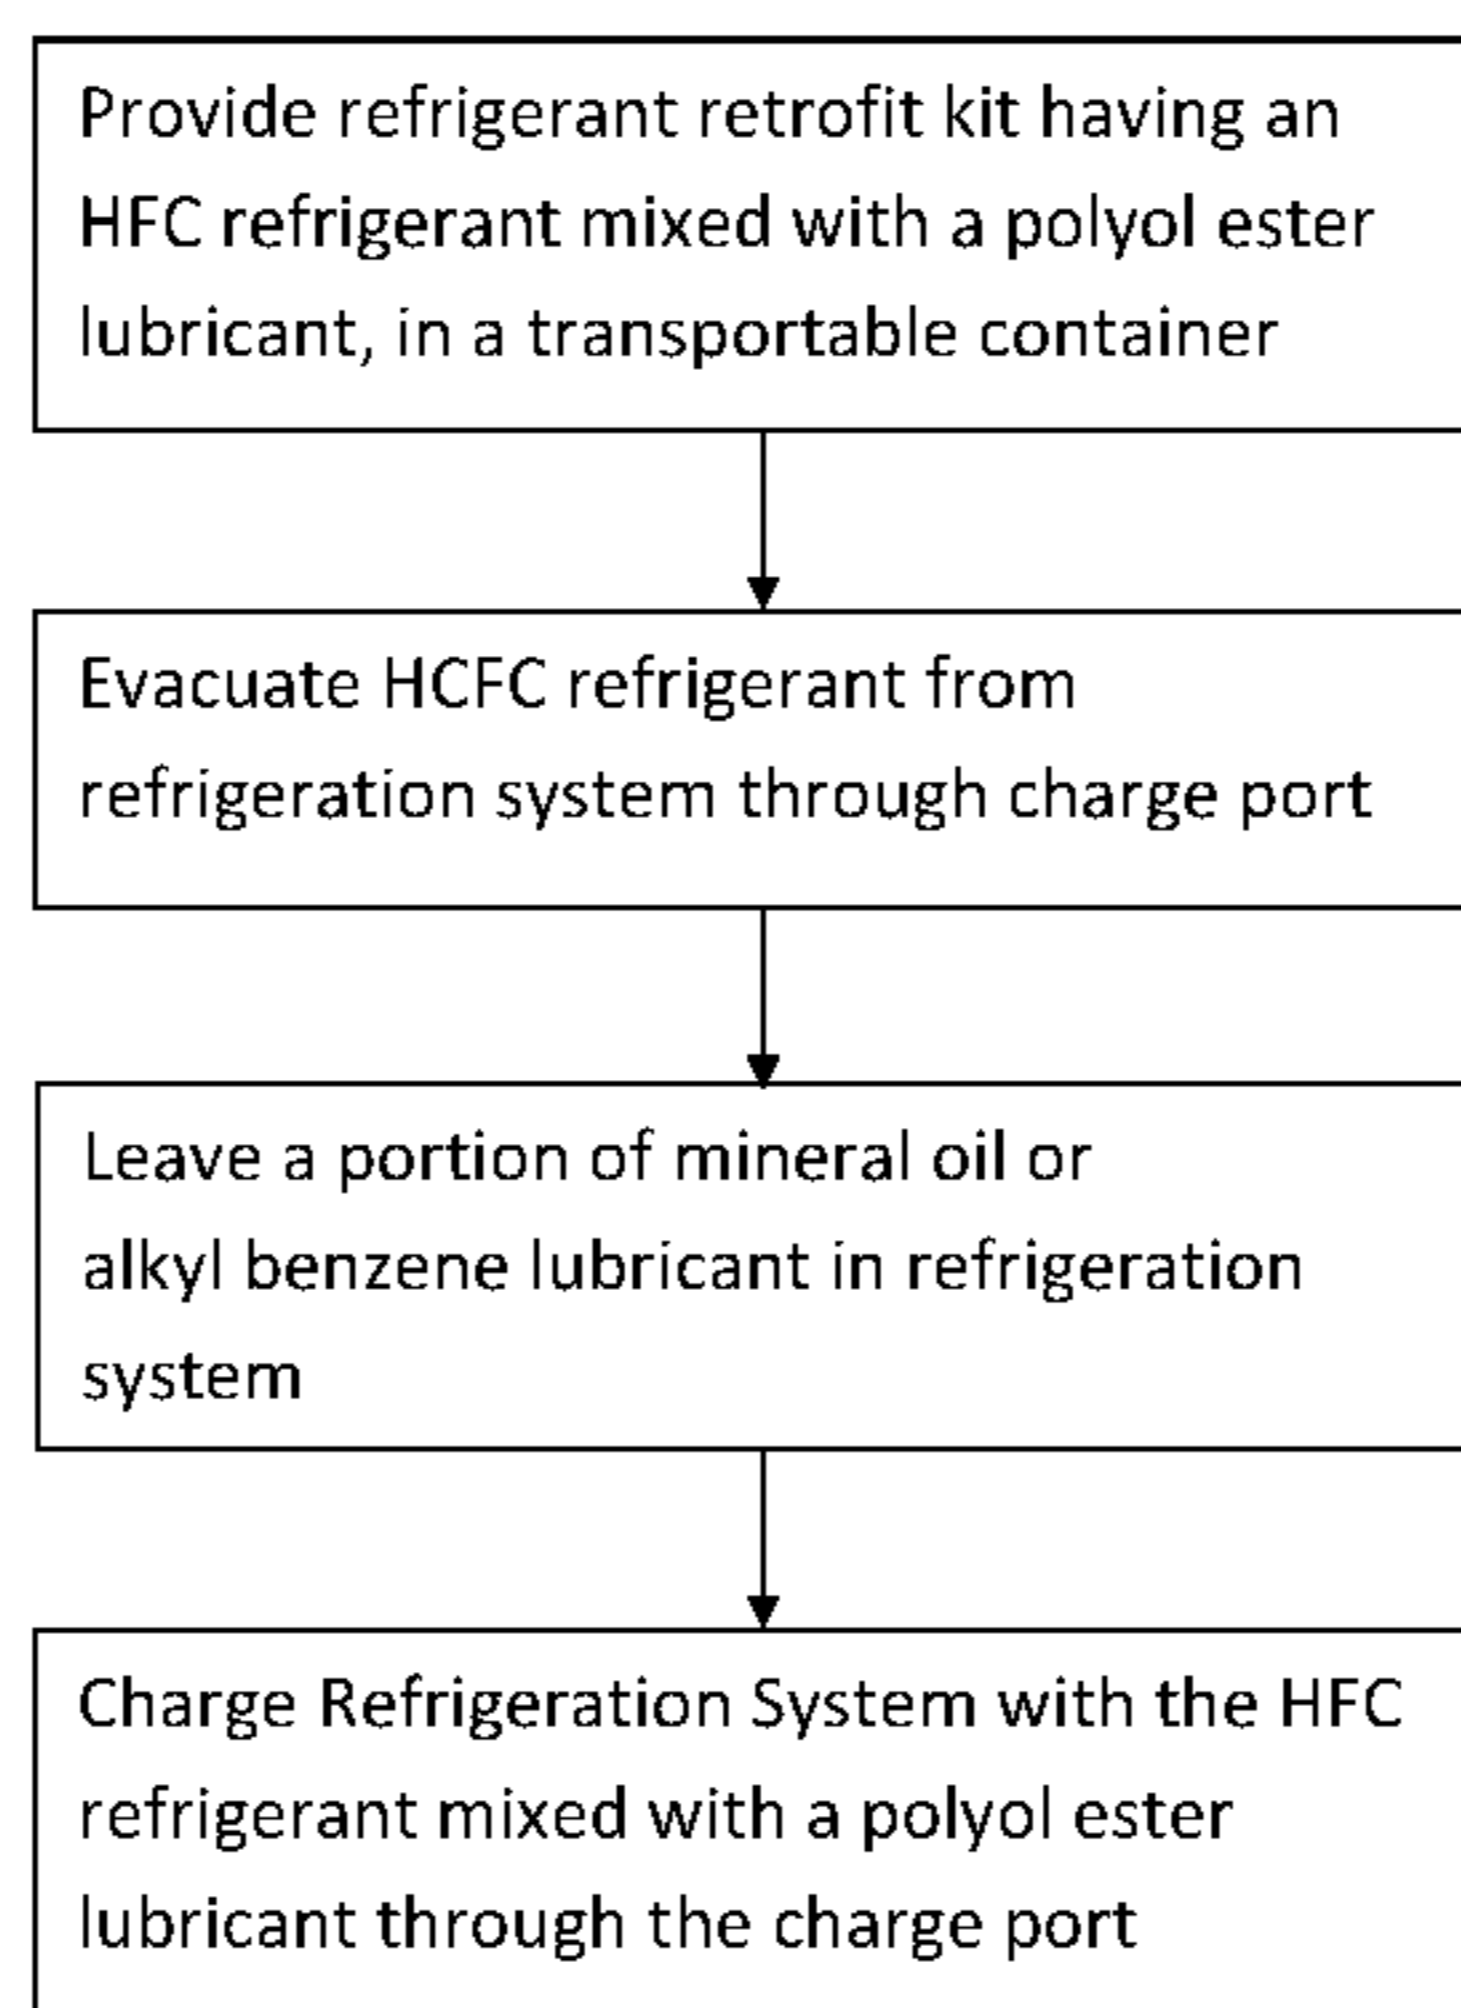 Provide refrigerant retrofit kit having an
HFC refrigerant mixed with a polyol ester
lubricant, in a transportable container
Evacuate HCFC refrigerant from
refrigeration system through charge port
Leave a portion of mineral oil or
alkyl benzene lubricant in refrigeration
system
Charge Refrigeration System with the HFC
refrigerant mixed with a polyol ester
lubricant through the charge port